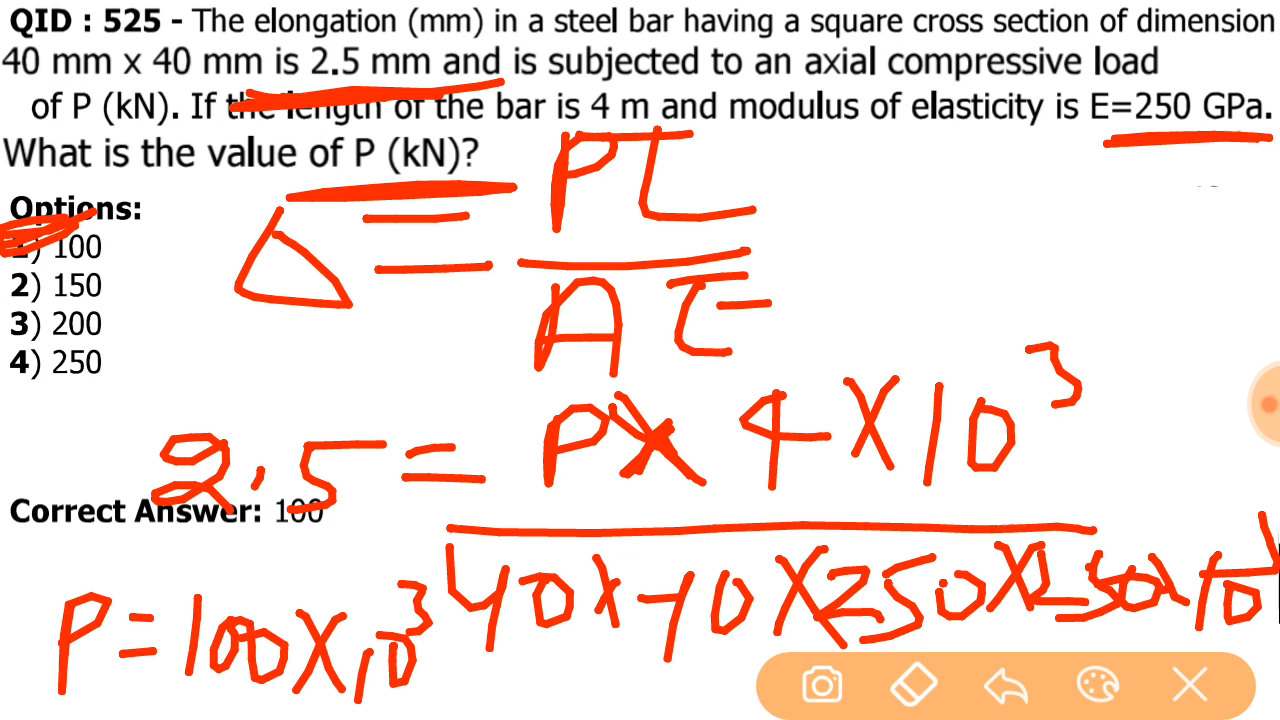 QID : 525 - The elongation (mm) in a steel bar having a square cross section of dimension
40 mm x 40 mm is 2.5 mm and is subjected to an axial compressive load
of P (kN). If the length of the bar is 4 m and modulus of elasticity is E=250 GPa.
What is the value of P (kN)?
Δ = PL
AE
Options:
1) 100
2) 150
3) 200
4) 250
2.5 = P x 4 x 10³
40 x 40 x 250 x 250 x 10
Correct Answer: 100
P = 100 x 10³